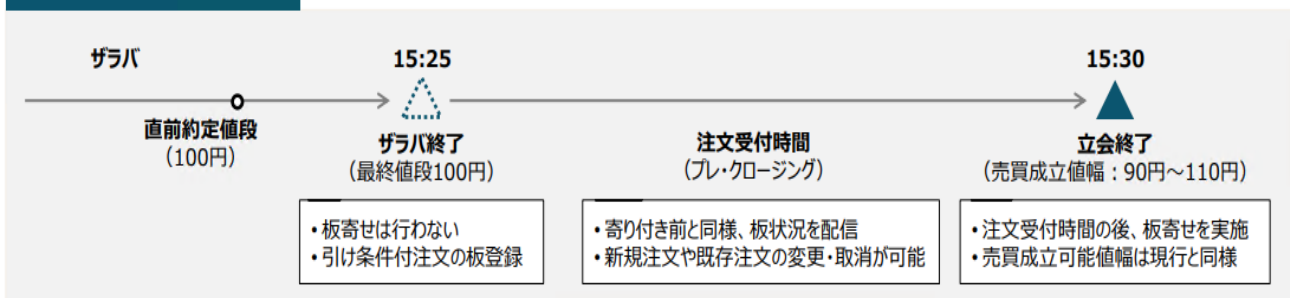 ザラバ
15:25
15:30
直前約定値段
（100円）
ザラバ終了
（最終値段100円）
注文受付時間
（プレ・クロージング）
立会終了
（売買成立値幅：90円～110円）
・板寄せは行わない
・引け条件付注文の板登録
・寄り付き前と同様、板状況を配信
・新規注文や既存注文の変更・取消が可能
・注文受付時間の後、板寄せを実施
・売買成立可能値幅は現行と同様